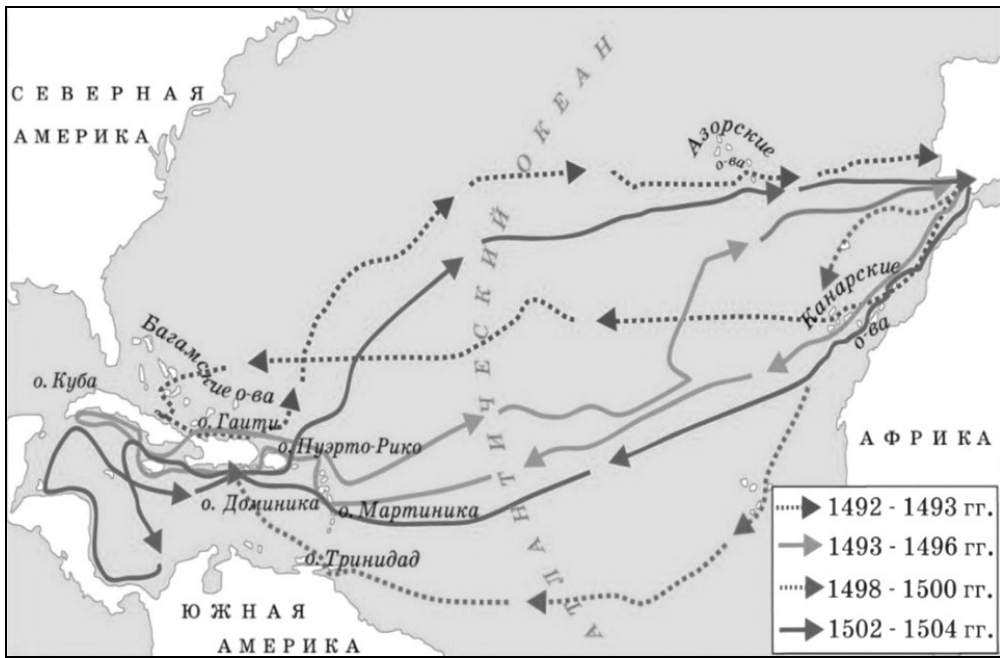 СЕВЕРНАЯ
АМЕРИКА
АТЛАНТИЧЕСКИЙ ОКЕАН
Азорские
о-ва
Канарские
о-ва
Багамские о-ва
о. Куба
о. Гаити
о. Пуэрто-Рико
о. Доминика
о. Мартиника
о. Тринидад
АФРИКА
ЮЖНАЯ
АМЕРИКА
1492 - 1493 гг.
1493 - 1496 гг.
1498 - 1500 гг.
1502 - 1504 гг.